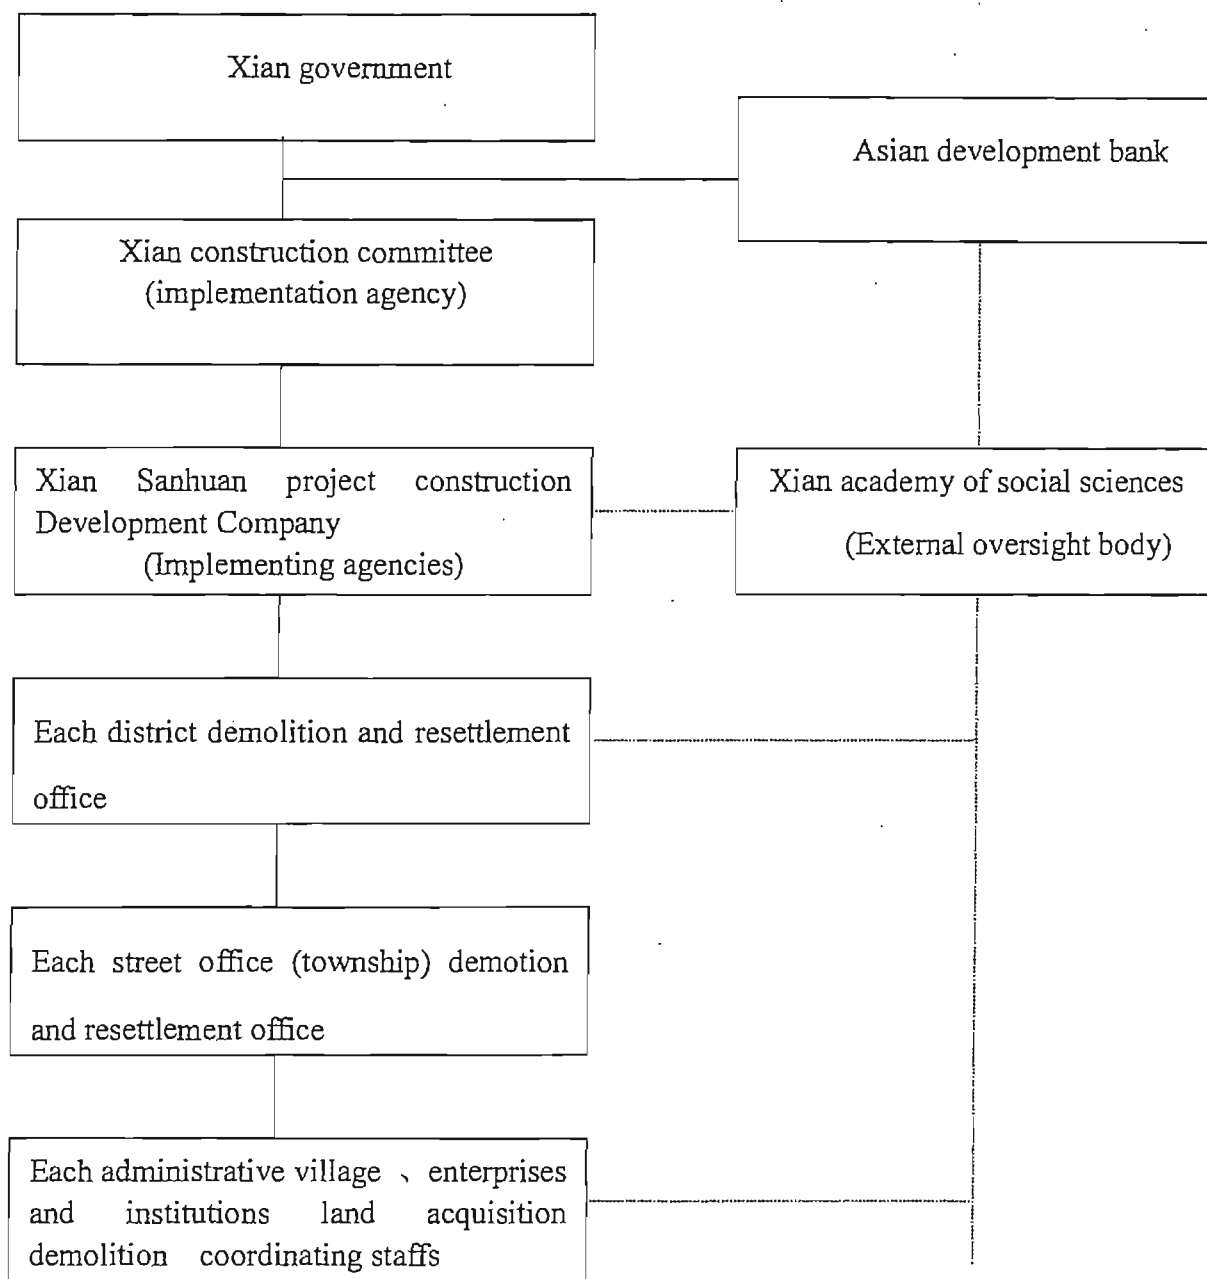 Xian government
Asian development bank
Xian construction committee
(implementation agency)
Xian Sanhuan project construction
Development Company
(Implementing agencies)
Xian academy of social sciences
(External oversight body)
Each district demolition and resettlement
office
Each street office (township) demotion
and resettlement office
Each administrative village 、 enterprises
and institutions land acquisition
demolition coordinating staffs